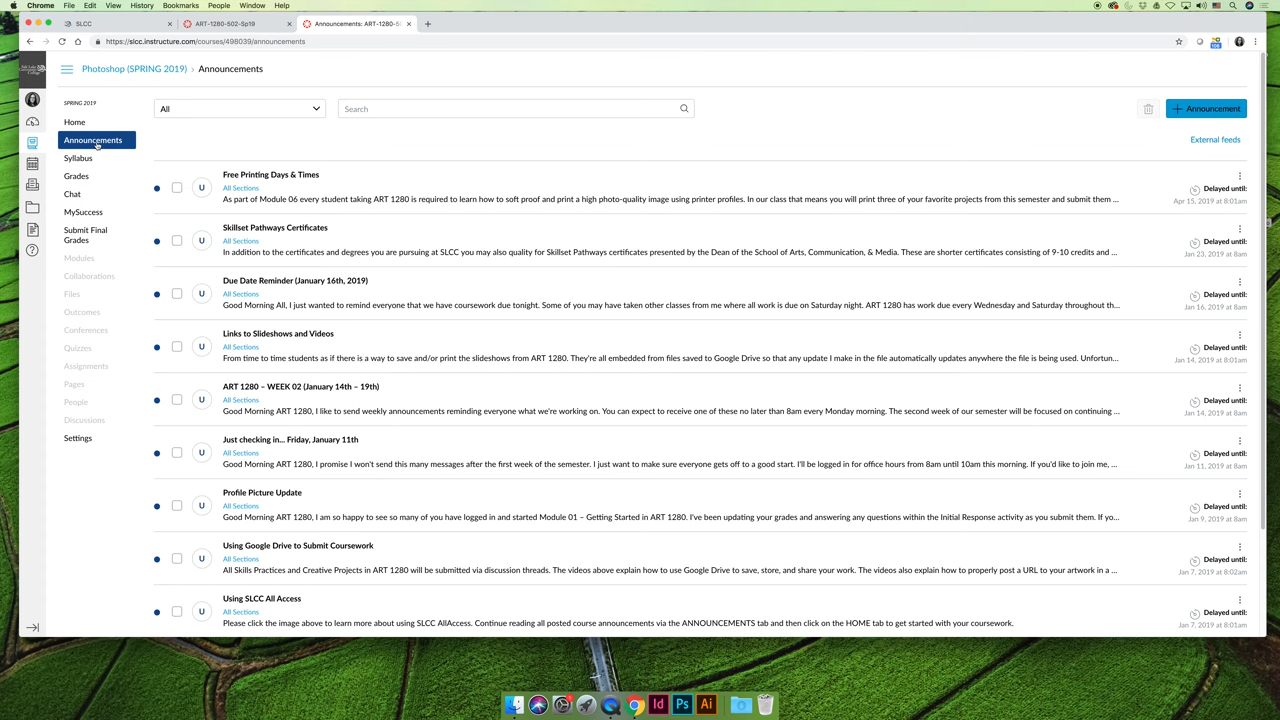 Chrome File Edit View History Bookmarks People Window Help
SLCC
ART-1280-502-Sp19
Announcements: ART-1280-50
https://slcc.instructure.com/courses/498039/announcements
Photoshop (SPRING 2019) › Announcements
SPRING 2019
Home
Announcements
Syllabus
Grades
Chat
MySuccess
Submit Final
Grades
Modules
Collaborations
Files
Outcomes
Conferences
Quizzes
Assignments
Pages
People
Discussions
Settings
All
Search
+ Announcement
External feeds
U
Free Printing Days & Times
All Sections
As part of Module 06 every student taking ART 1280 is required to learn how to soft proof and print a high photo-quality image using printer profiles. In our class that means you will print three of your favorite projects from this semester and submit them ...
Delayed until:
Apr 15, 2019 at 8:01am
U
Skillset Pathways Certificates
All Sections
In addition to the certificates and degrees you are pursuing at SLCC you may also qualify for Skillset Pathways certificates presented by the Dean of the School of Arts, Communication, & Media. These are shorter certificates consisting of 9-10 credits and ...
Delayed until:
Jan 23, 2019 at 8am
U
Due Date Reminder (January 16th, 2019)
All Sections
Good Morning All, I just wanted to remind everyone that we have coursework due tonight. Some of you may have taken other classes from me where all work is due on Saturday night. ART 1280 has work due every Wednesday and Saturday throughout th...
Delayed until:
Jan 16, 2019 at 8am
U
Links to Slideshows and Videos
All Sections
From time to time students as if there is a way to save and/or print the slideshows from ART 1280. They're all embedded from files saved to Google Drive so that any update I make in the file automatically updates anywhere the file is being used. Unfortun...
Delayed until:
Jan 14, 2019 at 8:01am
U
ART 1280 – WEEK 02 (January 14th – 19th)
All Sections
Good Morning ART 1280, I like to send weekly announcements reminding everyone what we're working on. You can expect to receive one of these no later than 8am every Monday morning. The second week of our semester will be focused on continuing ...
Delayed until:
Jan 14, 2019 at 8am
U
Just checking in... Friday, January 11th
All Sections
Good Morning ART 1280, I promise I won't send this many messages after the first week of the semester. I just want to make sure everyone gets off to a good start. I'll be logged in for office hours from 8am until 10am this morning. If you'd like to join me, ...
Delayed until:
Jan 11, 2019 at 8am
U
Profile Picture Update
All Sections
Good Morning ART 1280, I am so happy to see so many of you have logged in and started Module 01 – Getting Started in ART 1280. I've been updating your grades and answering any questions within the Initial Response activity as you submit them. If yo...
Delayed until:
Jan 9, 2019 at 8am
U
Using Google Drive to Submit Coursework
All Sections
All Skills Practices and Creative Projects in ART 1280 will be submitted via discussion threads. The videos above explain how to use Google Drive to save, store, and share your work. The videos also explain how to properly post a URL to your artwork in a ...
Delayed until:
Jan 7, 2019 at 8:02am
U
Using SLCC All Access
All Sections
Please click the image above to learn more about using SLCC AllAccess. Continue reading all posted course announcements via the ANNOUNCEMENTS tab and then click on the HOME tab to get started with your coursework.
Delayed until:
Jan 7, 2019 at 8:01am
Id Ps Ai